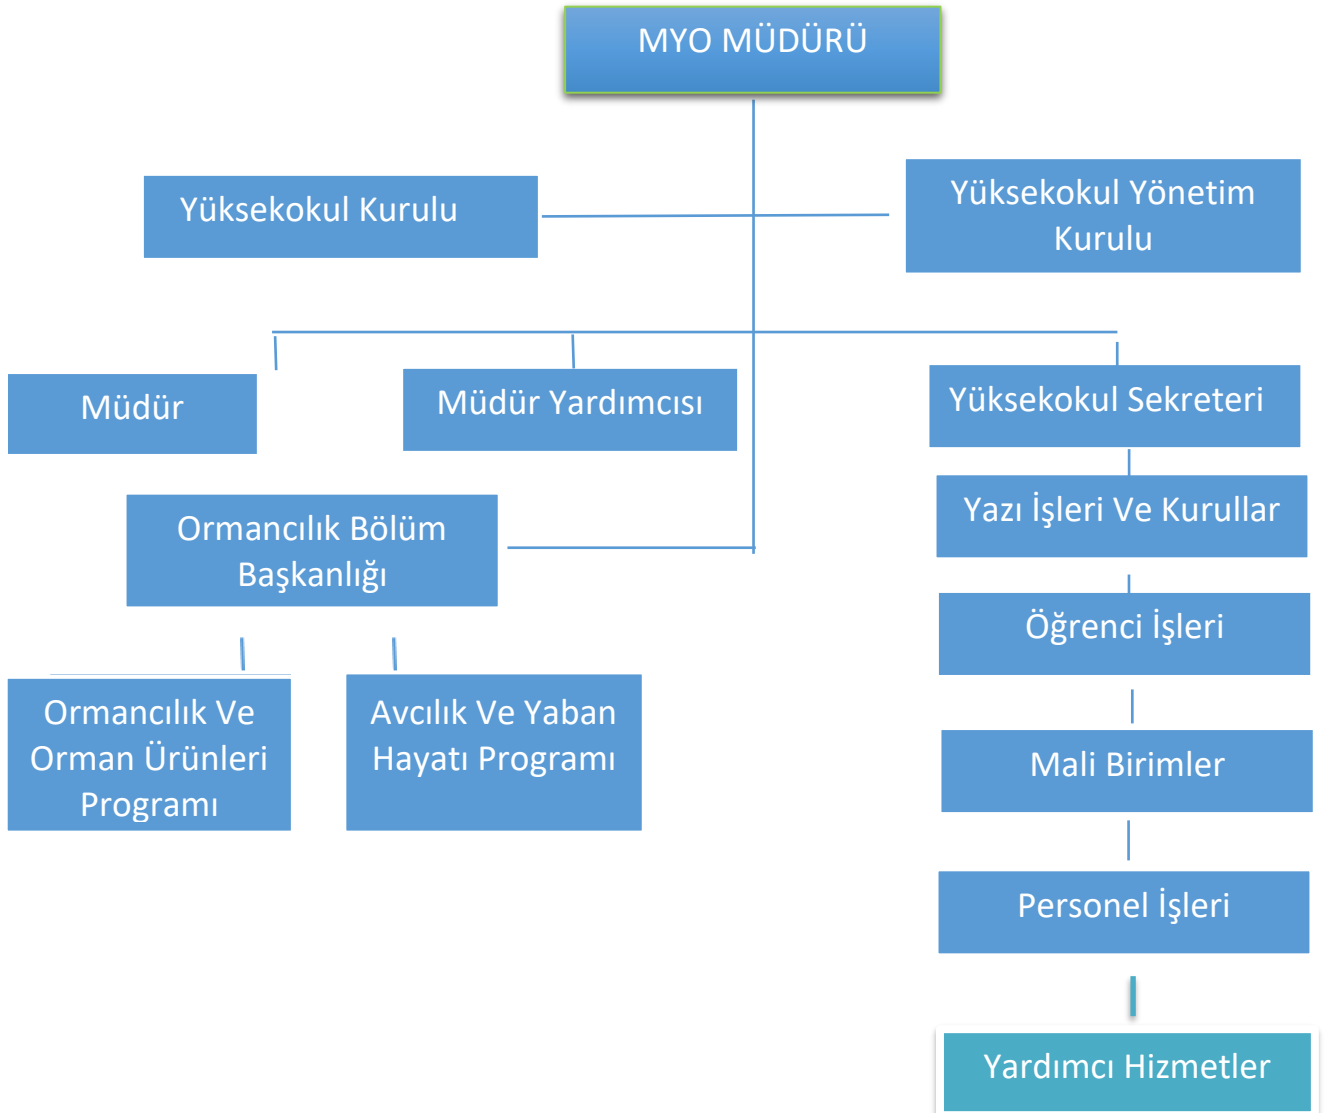 MYO MÜDÜRÜ
Yüksekokul Kurulu
Yüksekokul Yönetim
Kurulu
Müdür
Müdür Yardımcısı
Yüksekokul Sekreteri
Ormancılık Bölüm
Başkanlığı
Yazı İşleri Ve Kurullar
Öğrenci İşleri
Ormancılık Ve
Orman Ürünleri
Programı
Avcılık Ve Yaban
Hayatı Programı
Mali Birimler
Personel İşleri
Yardımcı Hizmetler